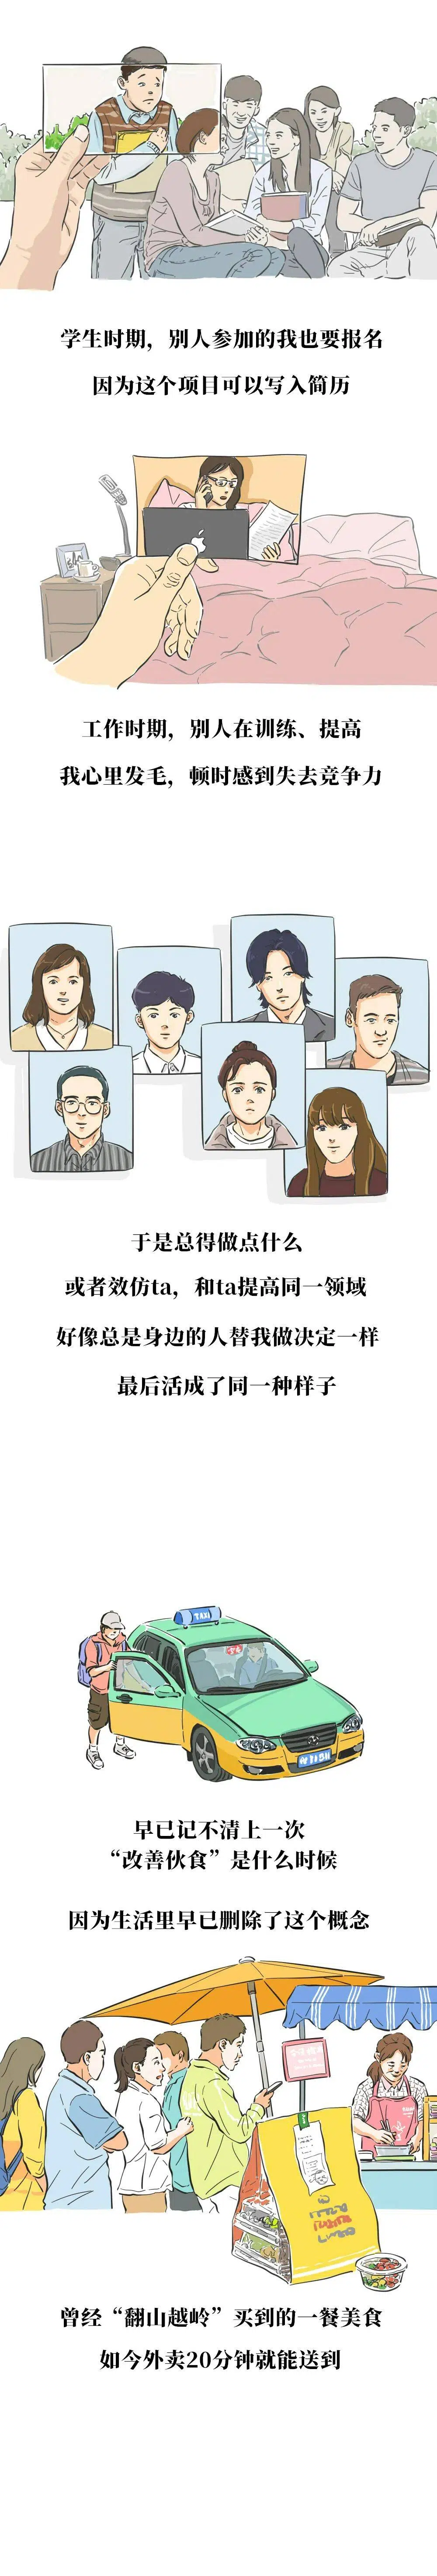 学生时期，别人参加的我也要报名
因为这个项目可以写入简历
工作时期，别人在训练、提高
我心里发毛，顿时感到失去竞争力
于是总得做点什么
或者效仿ta，和ta提高同一领域
好像总是身边的人替我做决定一样
最后活成了同一种样子
TAXI
早已记不清上一次
“改善伙食”是什么时候
因为生活里早已删除了这个概念
曾经“翻山越岭”买到的一餐美食
如今外卖20分钟就能送到